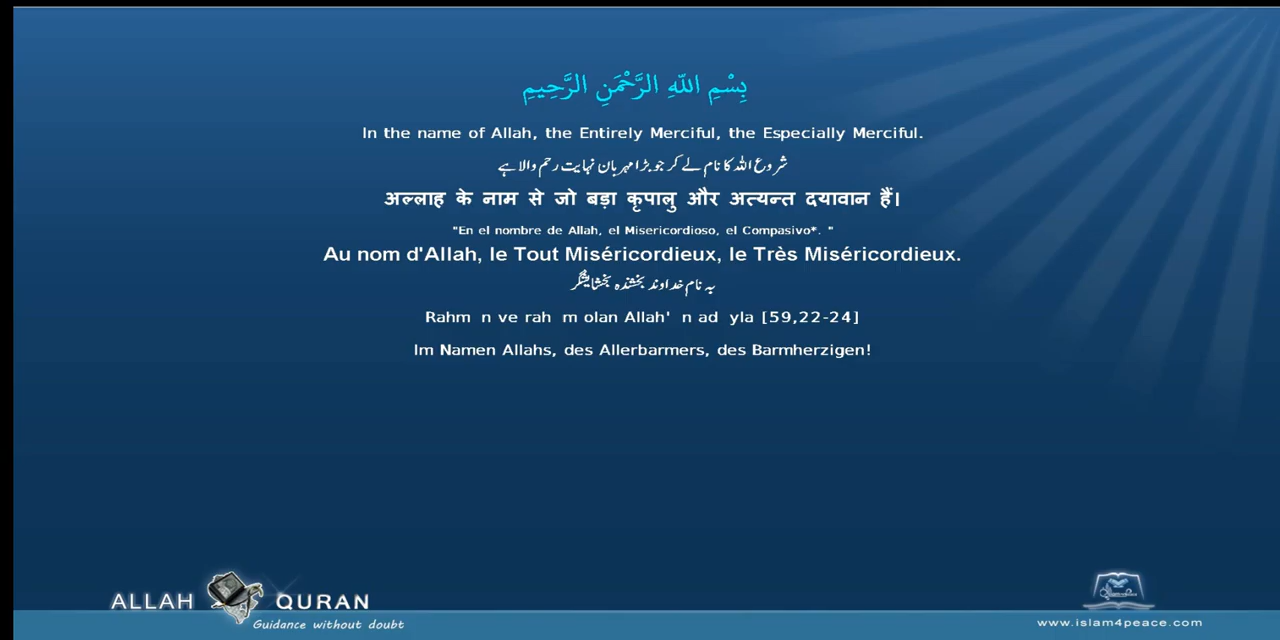 بِسْمِ اللّهِ الرَّحْمَنِ الرَّحِيمِ
In the name of Allah, the Entirely Merciful, the Especially Merciful.
شروع الله کا نام لے کر جو بڑا مہربان نہایت رحم والا ہے
अल्लाह के नाम से जो बड़ा कृपालु और अत्यन्त दयावान हैं।
"En el nombre de Allah, el Misericordioso, el Compasivo*. "
Au nom d'Allah, le Tout Miséricordieux, le Très Miséricordieux.
به نام خداوند بخشنده بخشایشگر
Rahm n ve rah m olan Allah' n ad yla [59,22-24]
Im Namen Allahs, des Allerbarmers, des Barmherzigen!
ALLAH QURAN
Guidance without doubt
www.islam4peace.com